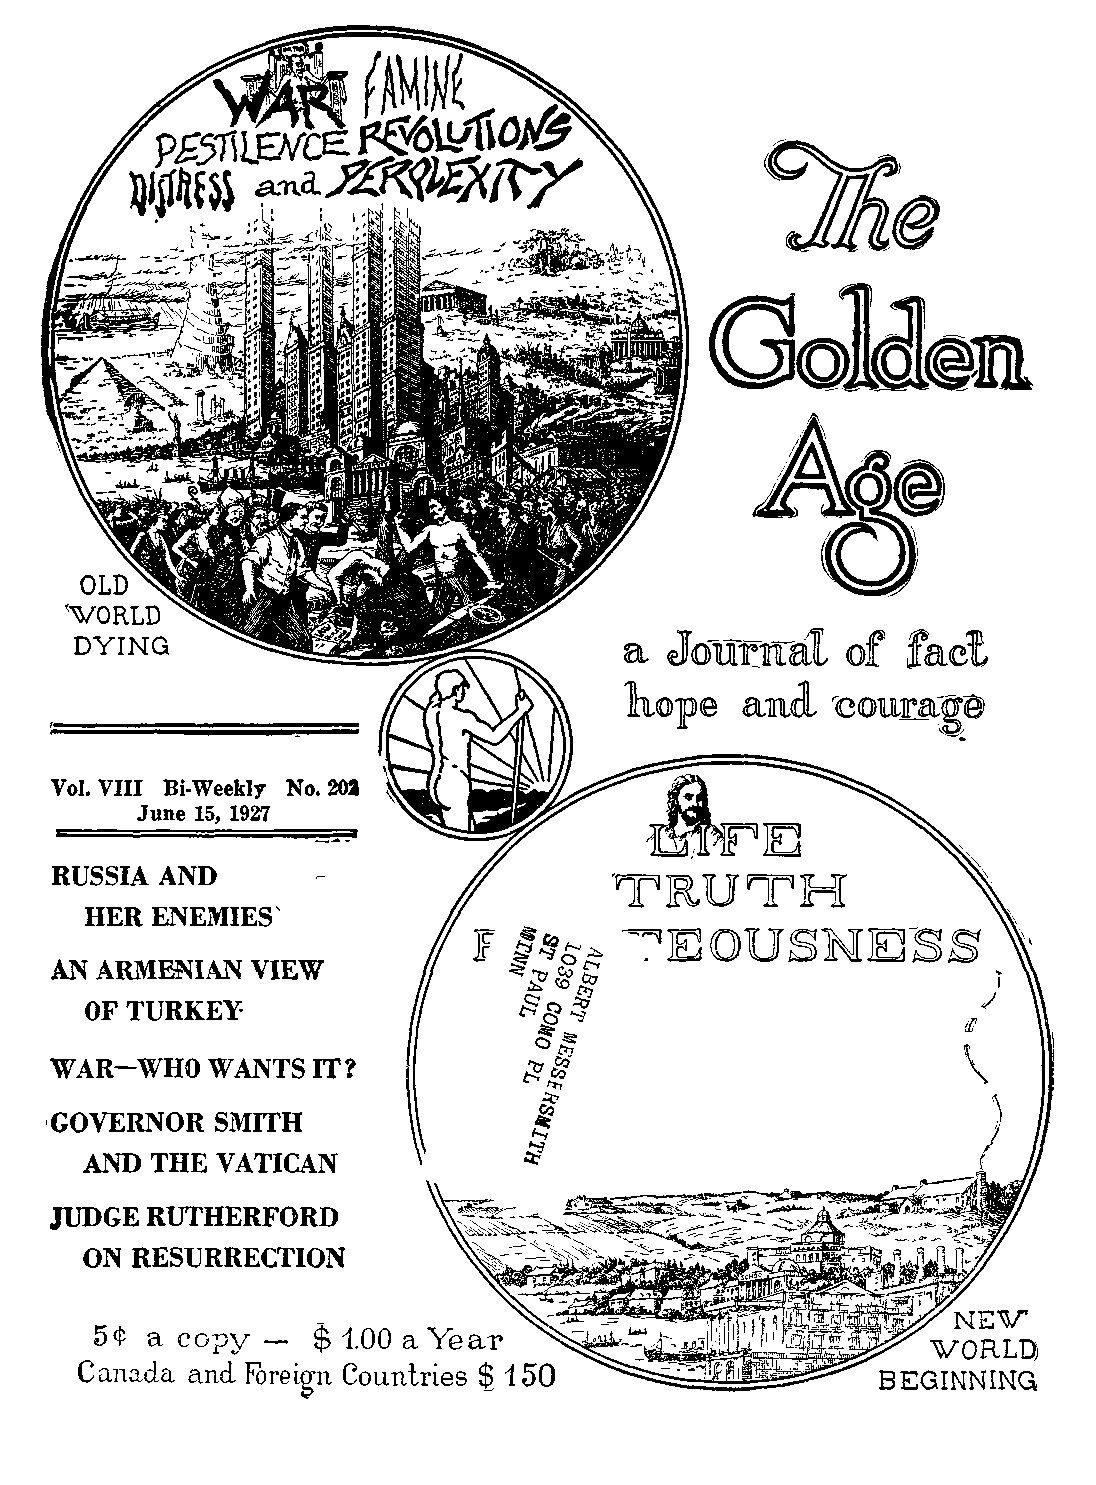 WAR FAMINE
PESTILENCE REVOLUTIONS
DISTRESS and PERPLEXITY
OLD
WORLD
DYING
The
Golden
Age
a Journal of fact
hope and courage
Vol. VIII Bi-Weekly No. 202
June 15, 1927
RUSSIA AND
HER ENEMIES
AN ARMENIAN VIEW
OF TURKEY
WAR—WHO WANTS IT?
GOVERNOR SMITH
AND THE VATICAN
JUDGE RUTHERFORD
ON RESURRECTION
5¢ a copy — $ 1.00 a Year
Canada and Foreign Countries $ 150
LIFE
TRUTH
TEOUSNESS
ALBERT MESSERSMITH
1039 COMO PL
ST PAUL
MINN
NEW
WORLD
BEGINNING